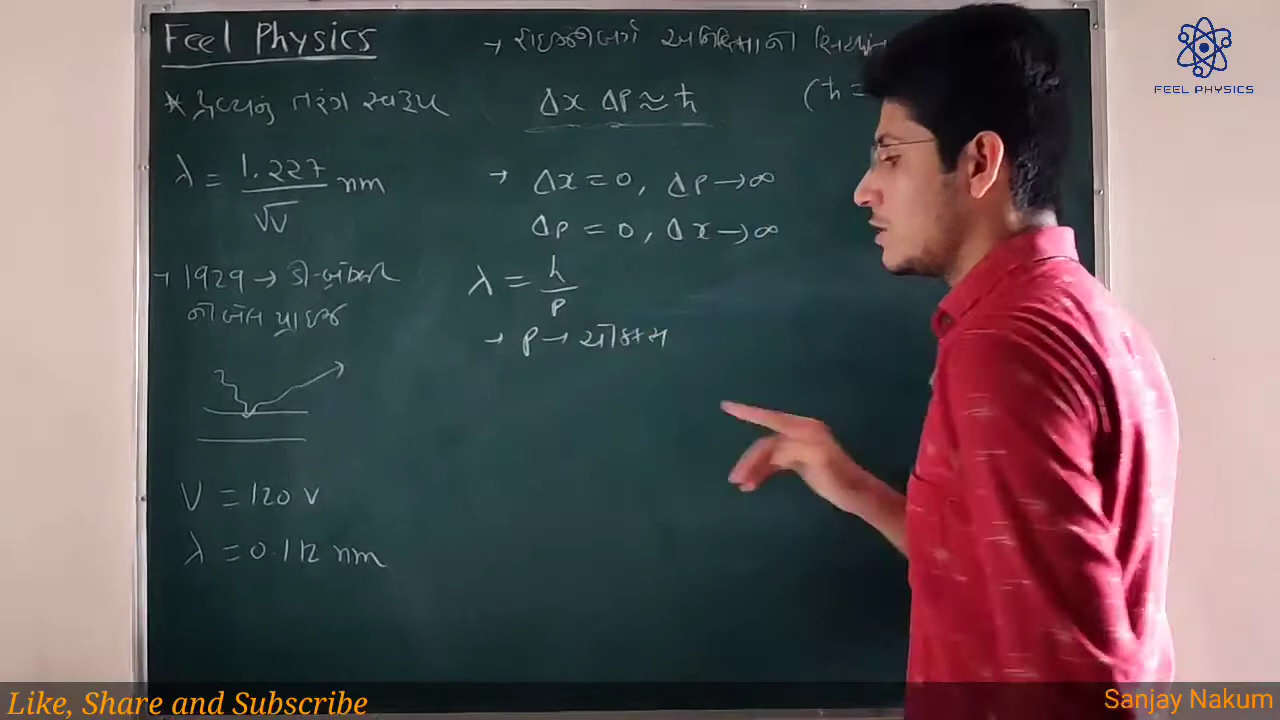 Feel Physics
* દ્રવ્યનું તરંગ સ્વરૂપ
λ = 1.227 / √V nm
→ 1929 → ડી-બ્રોગ્લી
નોબેલ પ્રાઇઝ
V = 120 V
λ = 0.112 nm
→ હાઇઝનબર્ગ અનિશ્ચિતતાનો સિદ્ધાંત
Δx Δp ≈ ħ
(ħ =
→ Δx = 0, Δp → ∞
Δp = 0, Δx → ∞
λ = h / p
→ p → ચોક્કસ
FEEL PHYSICS
Like, Share and Subscribe
Sanjay Nakum